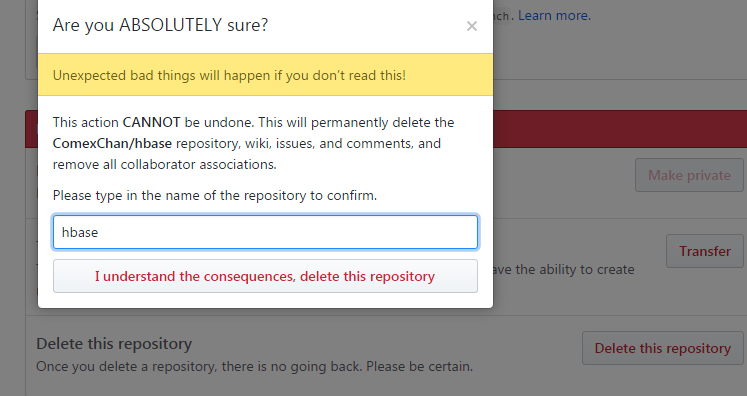 nch. Learn more.
Are you ABSOLUTELY sure?
×
Unexpected bad things will happen if you don't read this!
This action CANNOT be undone. This will permanently delete the
ComexChan/hbase repository, wiki, issues, and comments, and
remove all collaborator associations.
Make private
Please type in the name of the repository to confirm.
hbase
Transfer
ave the ability to create
I understand the consequences, delete this repository
Delete this repository
Once you delete a repository, there is no going back. Please be certain.
Delete this repository